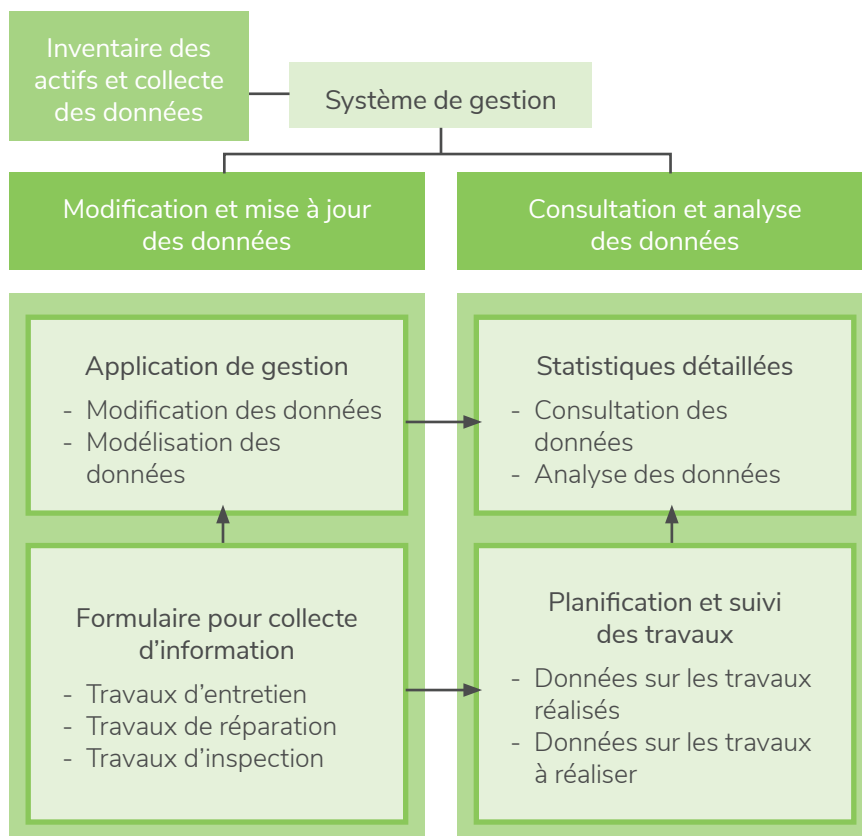 Inventaire des
actifs et collecte
des données
Système de gestion
Modification et mise à jour
des données
Consultation et analyse
des données
Application de gestion
- Modification des données
- Modélisation des
données
Statistiques détaillées
- Consultation des
données
- Analyse des données
Formulaire pour collecte
d’information
- Travaux d’entretien
- Travaux de réparation
- Travaux d’inspection
Planification et suivi
des travaux
- Données sur les travaux
réalisés
- Données sur les travaux
à réaliser